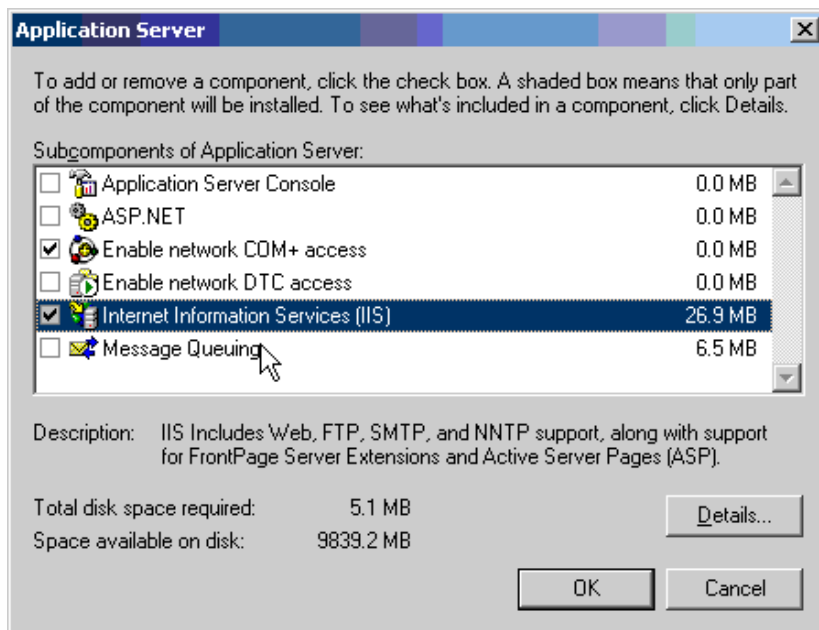 Application Server
To add or remove a component, click the check box. A shaded box means that only part
of the component will be installed. To see what's included in a component, click Details.
Subcomponents of Application Server:
Application Server Console 0.0 MB
ASP.NET 0.0 MB
Enable network COM+ access 0.0 MB
Enable network DTC access 0.0 MB
Internet Information Services (IIS) 26.9 MB
Message Queuing 6.5 MB
Description: IIS Includes Web, FTP, SMTP, and NNTP support, along with support
for FrontPage Server Extensions and Active Server Pages (ASP).
Total disk space required: 5.1 MB
Details...
Space available on disk: 9839.2 MB
OK Cancel